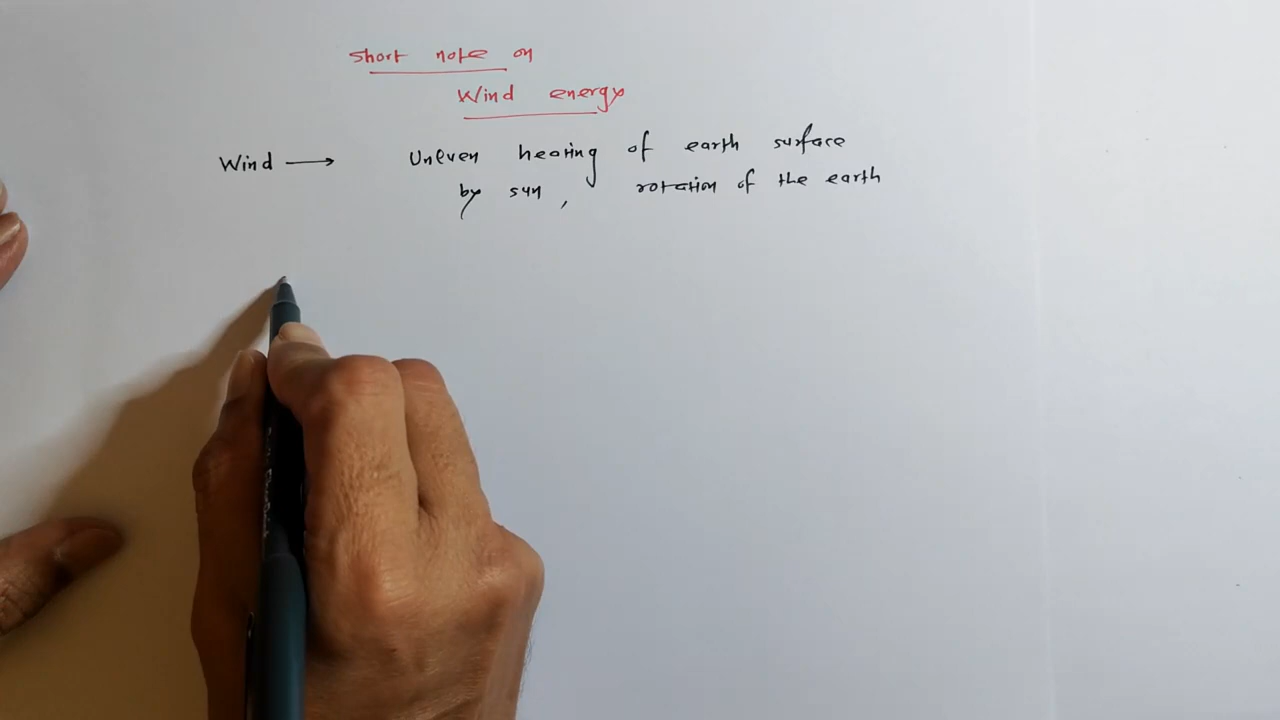 Short note on
Wind energy
Wind → Uneven heating of earth surface
by sun, rotation of the earth